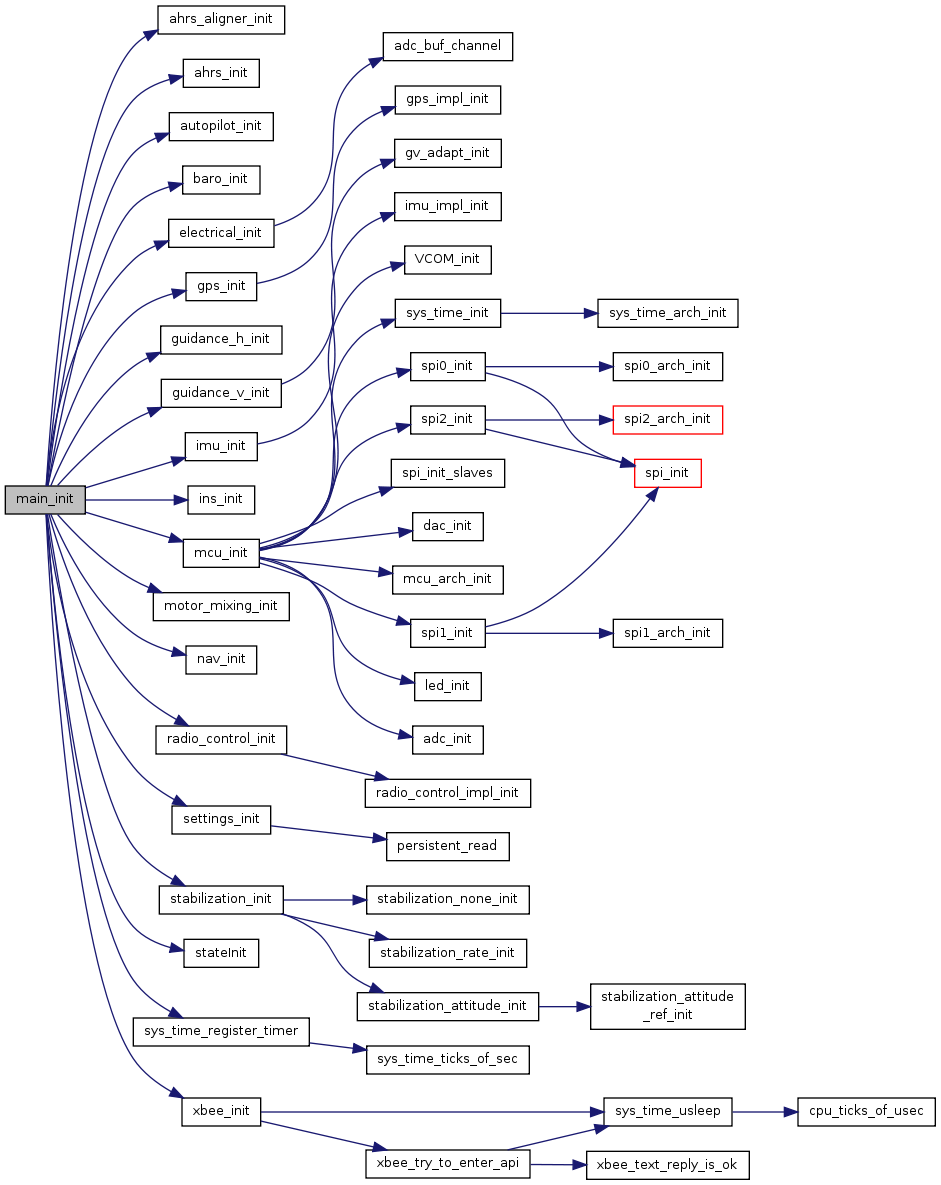 main_init
ahrs_aligner_init
ahrs_init
autopilot_init
baro_init
electrical_init
gps_init
guidance_h_init
guidance_v_init
imu_init
ins_init
mcu_init
motor_mixing_init
nav_init
radio_control_init
settings_init
stabilization_init
stateInit
sys_time_register_timer
xbee_init
adc_buf_channel
gps_impl_init
gv_adapt_init
imu_impl_init
VCOM_init
sys_time_init
spi0_init
spi2_init
spi_init_slaves
dac_init
mcu_arch_init
spi1_init
led_init
adc_init
radio_control_impl_init
persistent_read
stabilization_none_init
stabilization_rate_init
stabilization_attitude_init
sys_time_ticks_of_sec
xbee_try_to_enter_api
sys_time_arch_init
spi0_arch_init
spi2_arch_init
spi_init
spi1_arch_init
stabilization_attitude
_ref_init
sys_time_usleep
xbee_text_reply_is_ok
cpu_ticks_of_usec